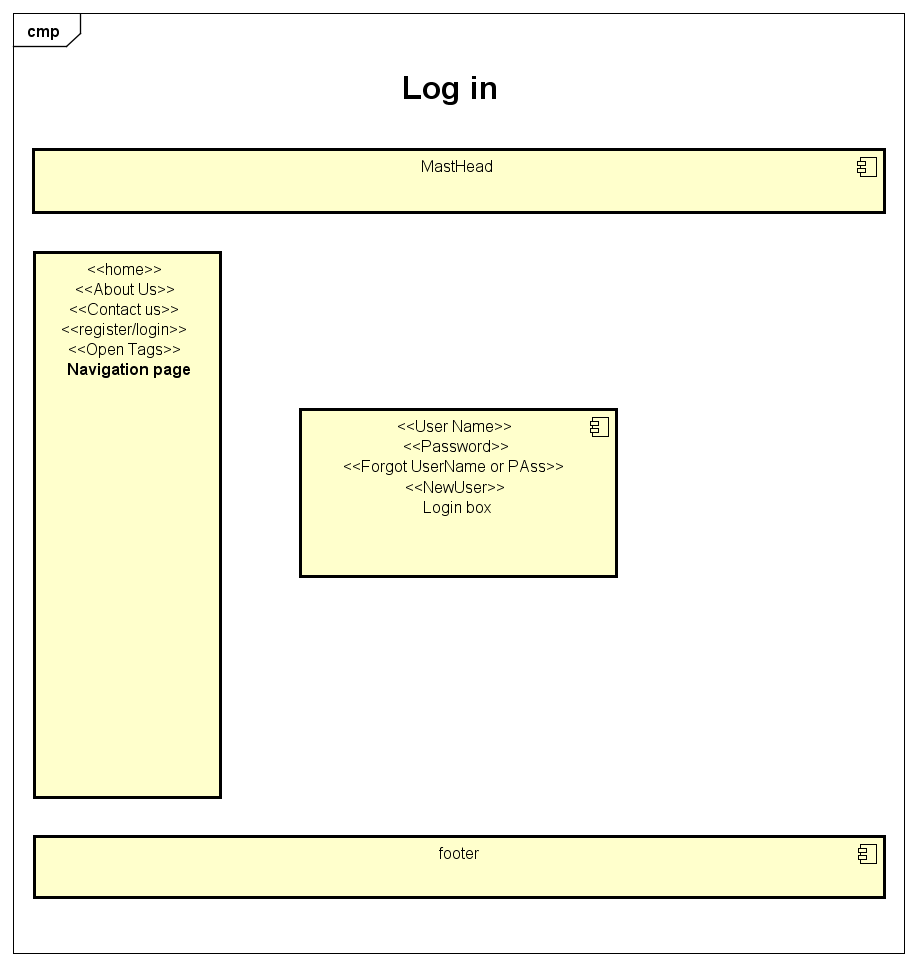 cmp
Log in
MastHead
<<home>>
<<About Us>>
<<Contact us>>
<<register/login>>
<<Open Tags>>
Navigation page
<<User Name>>
<<Password>>
<<Forgot UserName or PAss>>
<<NewUser>>
Login box
footer